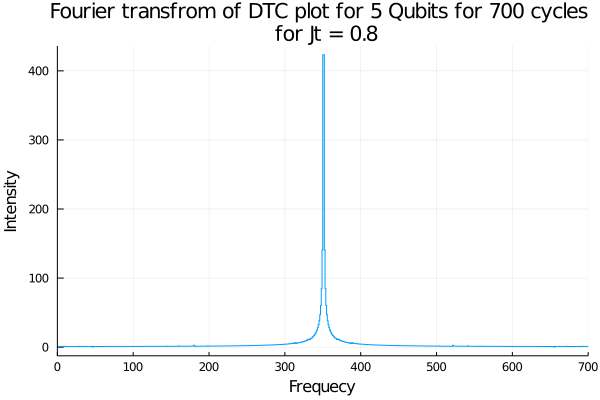 Fourier transfrom of DTC plot for 5 Qubits for 700 cycles
for Jt = 0.8
400
300
200
100
0
Intensity
0 100 200 300 400 500 600 700
Frequecy